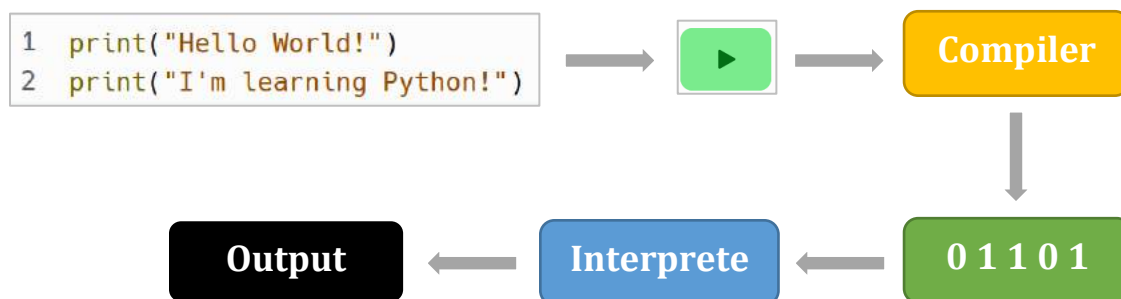 1 print("Hello World!")
2 print("I'm learning Python!")
Compiler
0 1 1 0 1
Interprete
Output